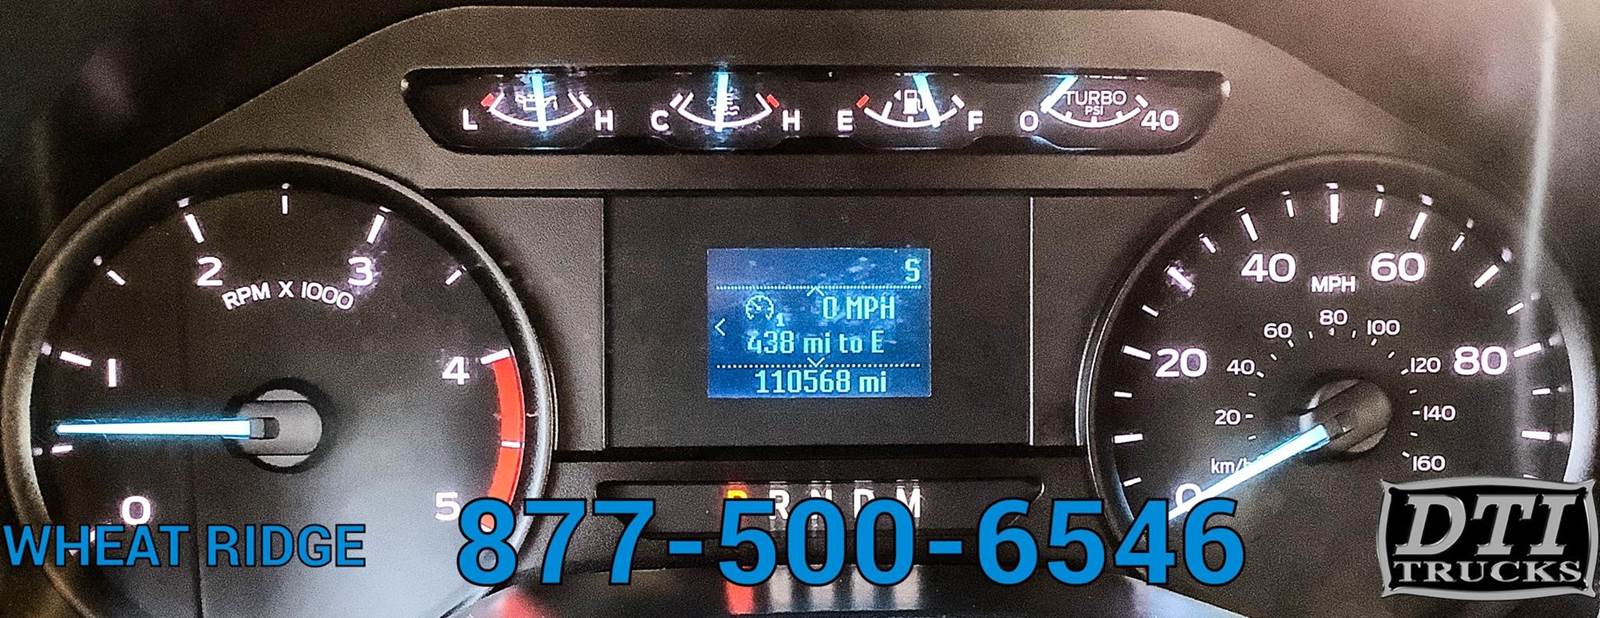 L H C H E F 0 TURBO PSI 40
0 1 2 3 4 5
RPM X 1000
S
0 MPH
1
438 mi to E
110568 mi
0 20 40 60 80
MPH
km/h 20 40 60 80 100 120 140 160
P R N D M
WHEAT RIDGE
877-500-6546
DTI
TRUCKS